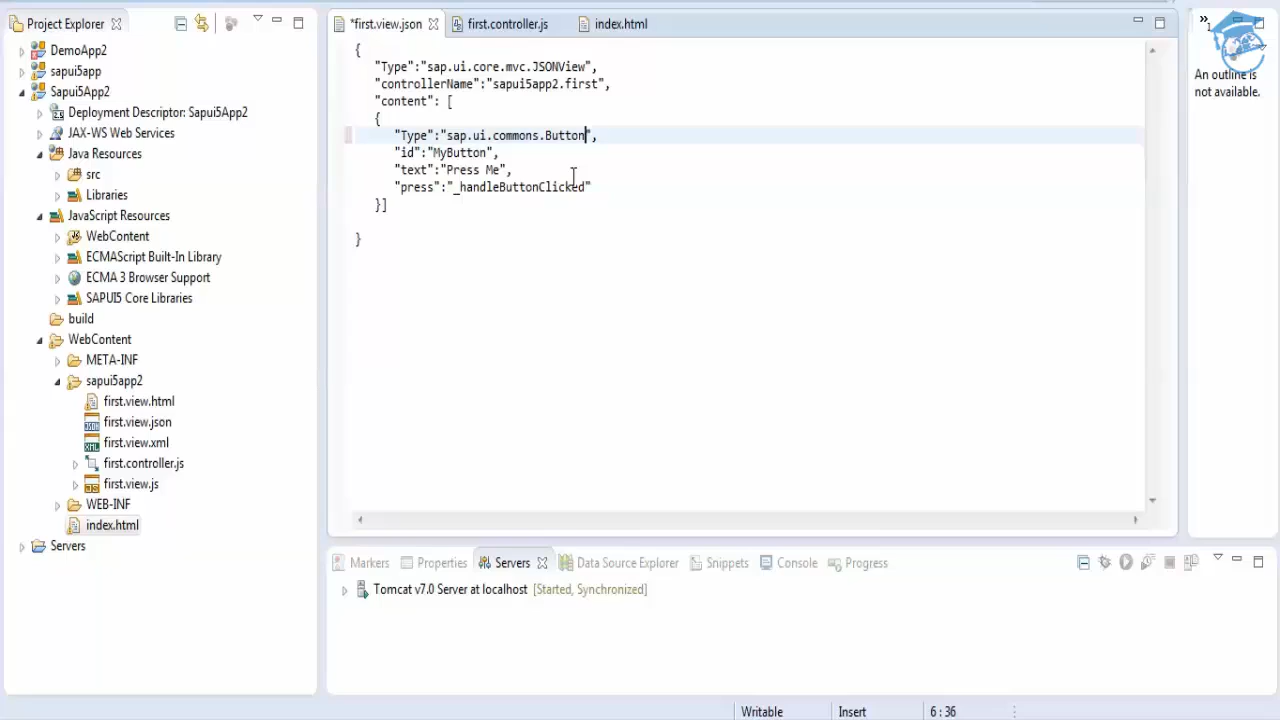 Project Explorer
DemoApp2
sapui5app
Sapui5App2
Deployment Descriptor: Sapui5App2
JAX-WS Web Services
Java Resources
src
Libraries
JavaScript Resources
WebContent
ECMAScript Built-In Library
ECMA 3 Browser Support
SAPUI5 Core Libraries
build
WebContent
META-INF
sapui5app2
first.view.html
first.view.json
first.view.xml
first.controller.js
first.view.js
WEB-INF
index.html
Servers
*first.view.json first.controller.js index.html
{
"Type":"sap.ui.core.mvc.JSONView",
"controllerName":"sapui5app2.first",
"content": [
{
"Type":"sap.ui.commons.Button",
"id":"MyButton",
"text":"Press Me",
"press":"_handleButtonClicked"
}]
}
An outline is
not available.
Markers Properties Servers Data Source Explorer Snippets Console Progress
Tomcat v7.0 Server at localhost [Started, Synchronized]
Writable Insert 6 : 36